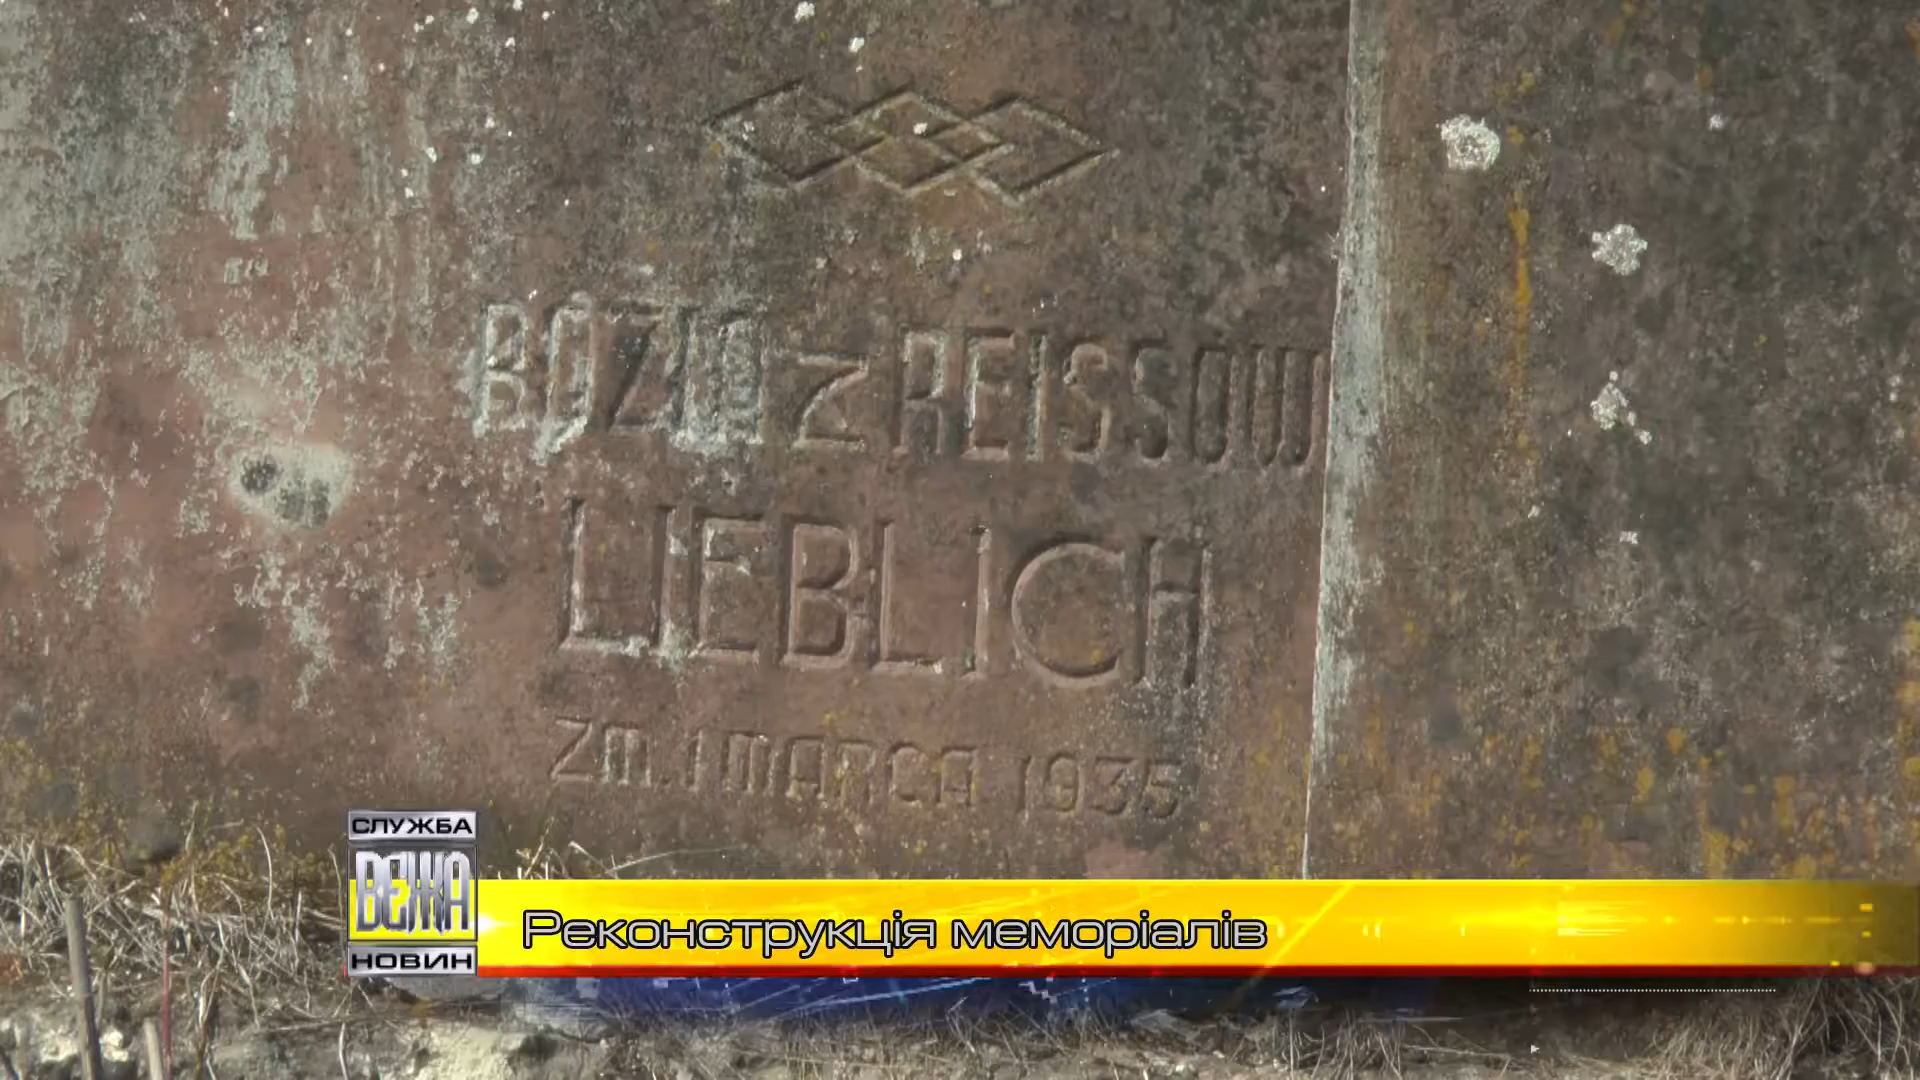 RÓZIA z REISSÓW
LIEBLICH
zm. 1 MARCA 1935
СЛУЖБА
ВЕЖА
НОВИН
Реконструкція меморіалів